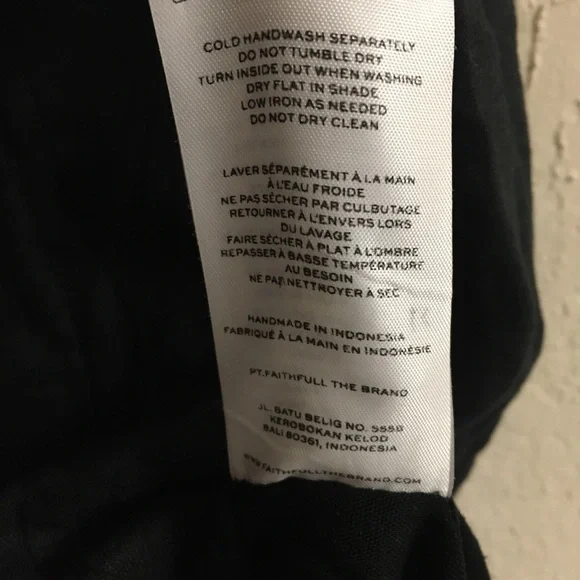 COLD HANDWASH SEPARATELY
DO NOT TUMBLE DRY
TURN INSIDE OUT WHEN WASHING
DRY FLAT IN SHADE
LOW IRON AS NEEDED
DO NOT DRY CLEAN
LAVER SÉPARÉMENT À LA MAIN
À L'EAU FROIDE
NE PAS SÉCHER PAR CULBUTAGE
RETOURNER À L'ENVERS LORS
DU LAVAGE
FAIRE SÉCHER À PLAT À L'OMBRE
REPASSER À BASSE TEMPÉRATURE
AU BESOIN
NE PAS NETTROYER À SEC
HANDMADE IN INDONESIA
FABRIQUÉ À LA MAIN EN INDONÉSIE
PT.FAITHFULL THE BRAND
JL. BATU BELIG NO. 555B
KEROBOKAN KELOD
BALI 80361, INDONESIA
WWW.FAITHFULLTHEBRAND.COM